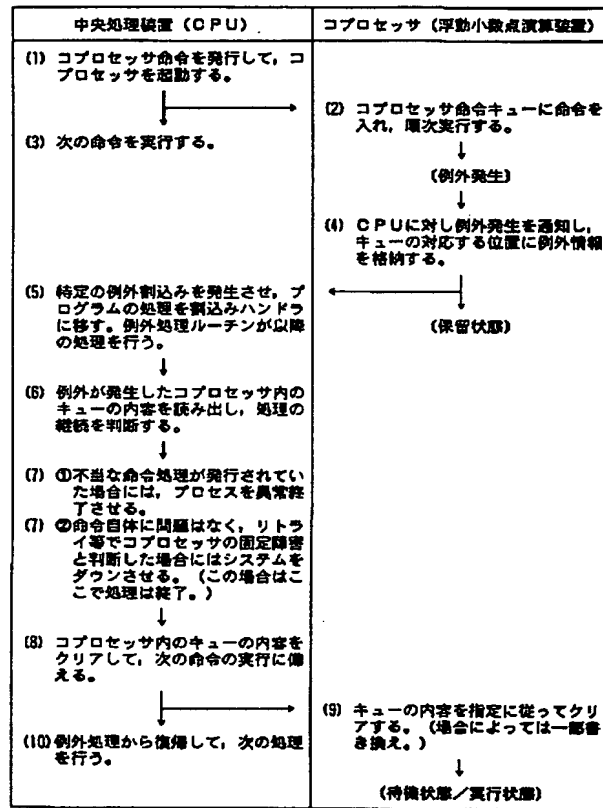 中央処理装置（ＣＰＵ）
コプロセッサ（浮動小数点演算装置）
(1) コプロセッサ命令を発行して，コ
プロセッサを起動する。
(2) コプロセッサ命令キューに命令を
入れ，順次実行する。
(3) 次の命令を実行する。
（例外発生）
(4) ＣＰＵに対し例外発生を通知し，
キューの対応する位置に例外情報
を格納する。
(5) 特定の例外割込みを発生させ，プ
ログラムの処理を割込みハンドラ
に移す。例外処理ルーチンが以降
の処理を行う。
（保留状態）
(6) 例外が発生したコプロセッサ内の
キューの内容を読み出し，処理の
継続を判断する。
(7) ①不当な命令処理が発行されてい
た場合には，プロセスを異常終
了させる。
(7) ②命令自体に問題はなく，リトラ
イ等でコプロセッサの固定障害
と判断した場合にはシステムを
ダウンさせる。（この場合はこ
こで処理は終了。）
(8) コプロセッサ内のキューの内容を
クリアして，次の命令の実行に備
える。
(9) キューの内容を指定に従ってクリ
アする。（場合によっては一部書
き換え。）
(10) 例外処理から復帰して，次の処理
を行う。
（待機状態／実行状態）